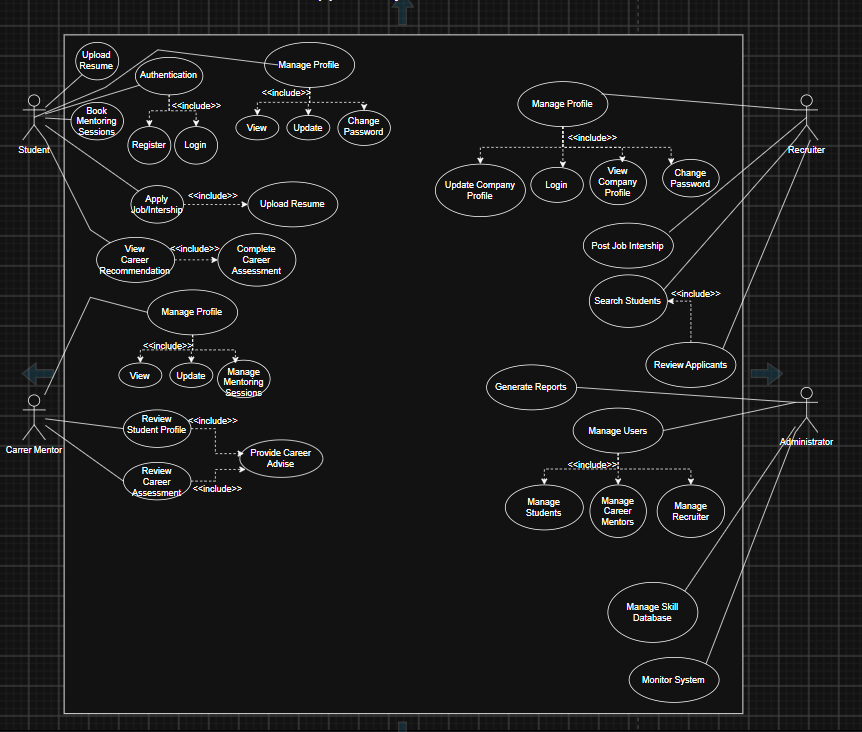 Upload
Resume
Authentication
<<include>>
Register
Login
Manage Profile
<<include>>
View
Update
Change
Password
Book
Mentoring
Sessions
Student
Apply
Job/Intership
<<include>>
Upload Resume
View
Career
Recommendation
<<include>>
Complete
Career
Assessment
Manage Profile
<<include>>
View
Update
Manage
Mentoring
Sessions
Carrer Mentor
Review
Student Profile
<<include>>
Provide Career
Advise
Review
Career
Assessment
<<include>>
Manage Profile
<<include>>
Update Company
Profile
Login
View
Company
Profile
Change
Password
Recruiter
Post Job Intership
Search Students
<<include>>
Review Applicants
Generate Reports
Manage Users
<<include>>
Manage
Students
Manage
Career
Mentors
Manage
Recruiter
Administrator
Manage Skill
Database
Monitor System